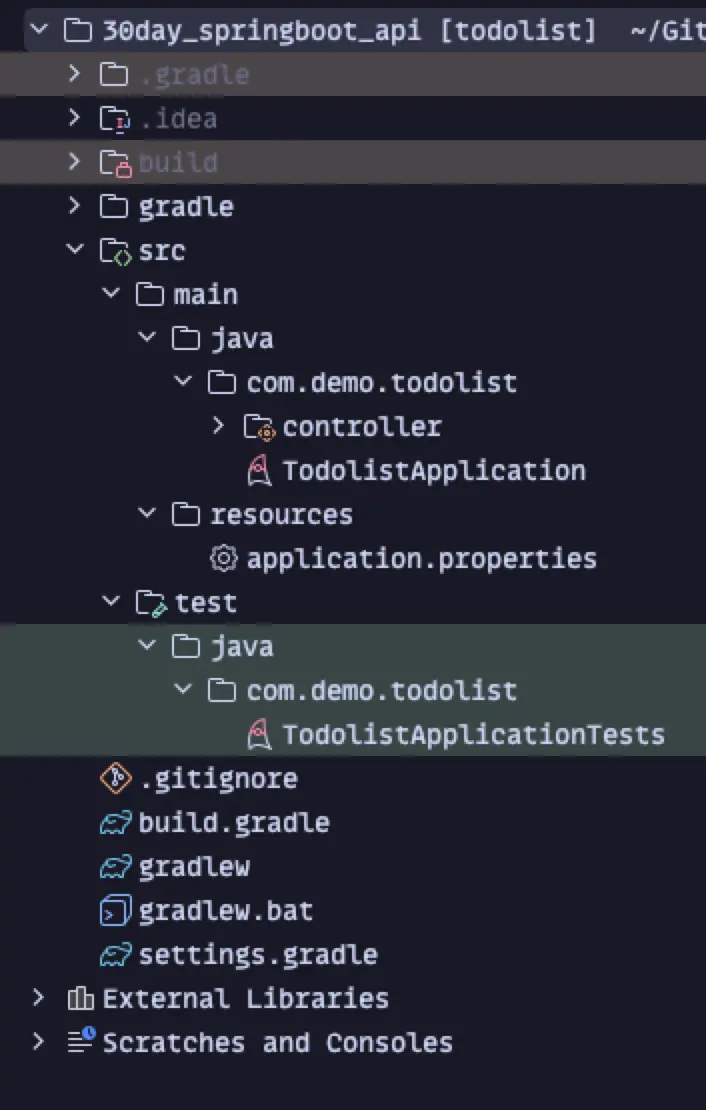 30day_springboot_api [todolist] ~/Git
.gradle
.idea
build
gradle
src
main
java
com.demo.todolist
controller
TodolistApplication
resources
application.properties
test
java
com.demo.todolist
TodolistApplicationTests
.gitignore
build.gradle
gradlew
gradlew.bat
settings.gradle
External Libraries
Scratches and Consoles